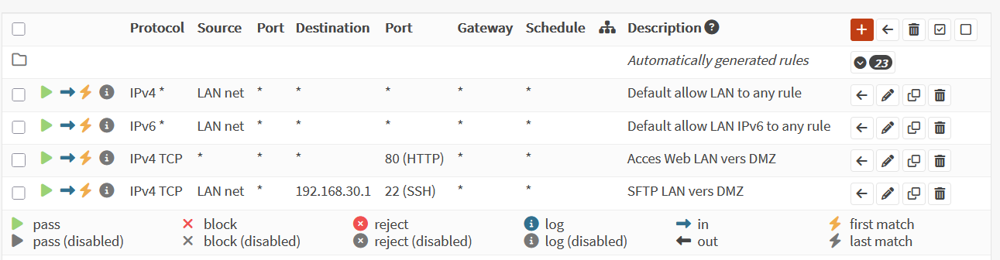 Protocol Source Port Destination Port Gateway Schedule Description
Automatically generated rules 23
IPv4 * LAN net * * * * * Default allow LAN to any rule
IPv6 * LAN net * * * * * Default allow LAN IPv6 to any rule
IPv4 TCP * * * 80 (HTTP) * * Acces Web LAN vers DMZ
IPv4 TCP LAN net * 192.168.30.1 22 (SSH) * * SFTP LAN vers DMZ
pass block reject log in first match
pass (disabled) block (disabled) reject (disabled) log (disabled) out last match